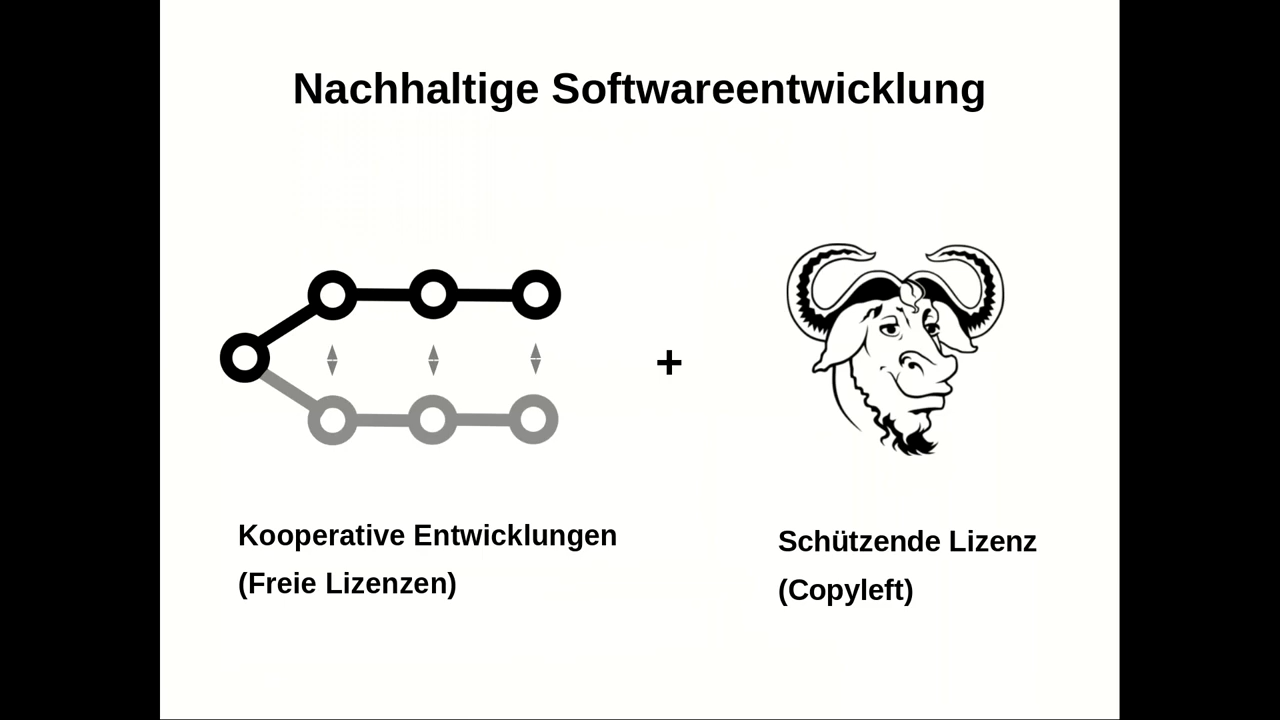 Nachhaltige Softwareentwicklung
+
Kooperative Entwicklungen
(Freie Lizenzen)
Schützende Lizenz
(Copyleft)